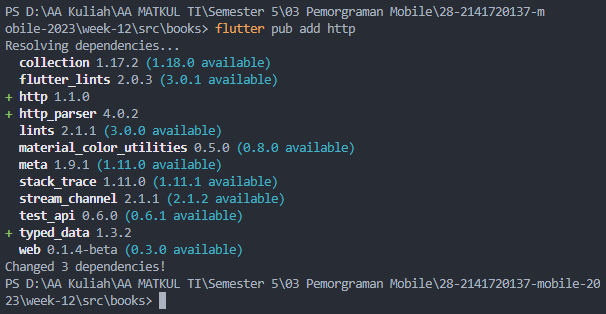 PS D:\AA Kuliah\AA MATKUL TI\Semester 5\03 Pemorgraman Mobile\28-2141720137-m
obile-2023\week-12\src\books> flutter pub add http
Resolving dependencies...
  collection 1.17.2 (1.18.0 available)
  flutter_lints 2.0.3 (3.0.1 available)
+ http 1.1.0
+ http_parser 4.0.2
  lints 2.1.1 (3.0.0 available)
  material_color_utilities 0.5.0 (0.8.0 available)
  meta 1.9.1 (1.11.0 available)
  stack_trace 1.11.0 (1.11.1 available)
  stream_channel 2.1.1 (2.1.2 available)
  test_api 0.6.0 (0.6.1 available)
+ typed_data 1.3.2
  web 0.1.4-beta (0.3.0 available)
Changed 3 dependencies!
PS D:\AA Kuliah\AA MATKUL TI\Semester 5\03 Pemorgraman Mobile\28-2141720137-mobile-20
23\week-12\src\books>